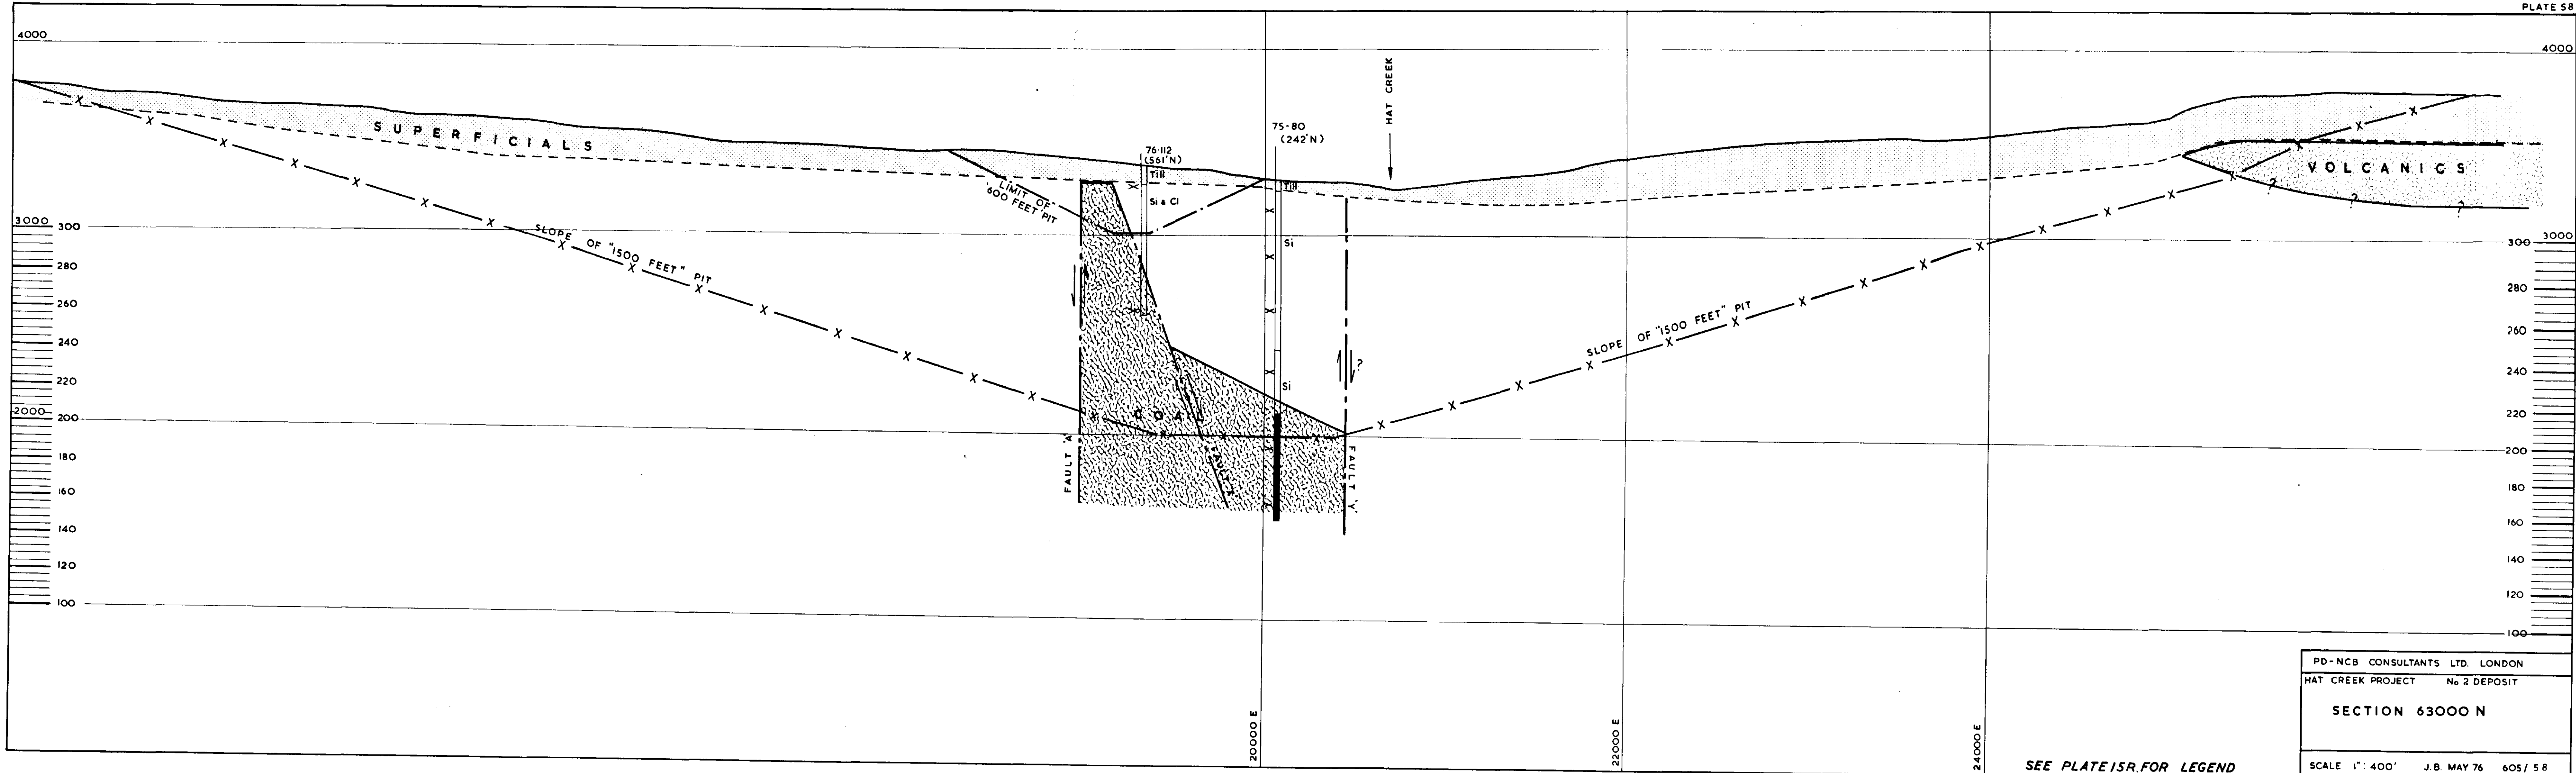 PLATE 58
4000
4000
HAT CREEK
75-80
(242'N)
76-112
(561'N)
SUPERFICIALS
Till
Till
VOLCANICS
LIMIT OF
'600 FEET' PIT
Si & Cl
?
?
?
3000
300
3000
300
SLOPE OF "1500 FEET" PIT
Si
280
280
260
260
SLOPE OF "1500 FEET" PIT
240
240
?
220
220
Si
2000
200
200
COAL
FAULT 'A'
FAULT 'Y'
180
180
160
160
140
140
120
120
100
100
20000 E
22000 E
24000 E
PD-NCB CONSULTANTS LTD. LONDON
HAT CREEK PROJECT No 2 DEPOSIT
SECTION 63000 N
SEE PLATE 15R, FOR LEGEND
SCALE 1": 400' J.B. MAY 76 605/58